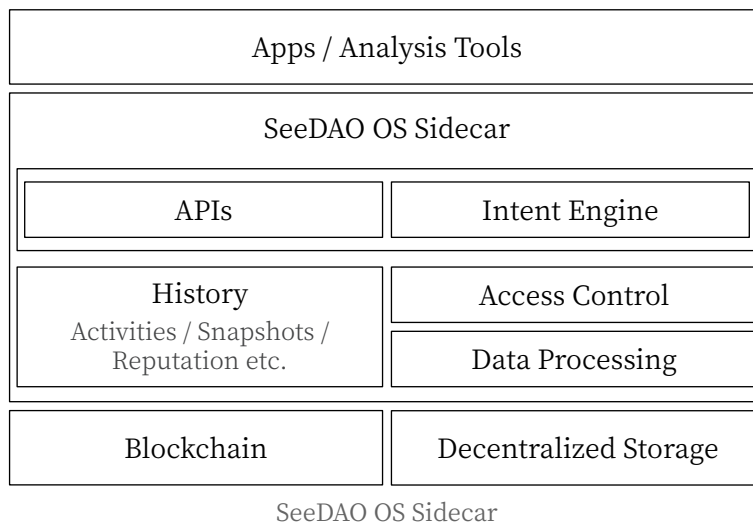 Apps / Analysis Tools
SeeDAO OS Sidecar
APIs
Intent Engine
History
Activities / Snapshots /
Reputation etc.
Access Control
Data Processing
Blockchain
Decentralized Storage
SeeDAO OS Sidecar